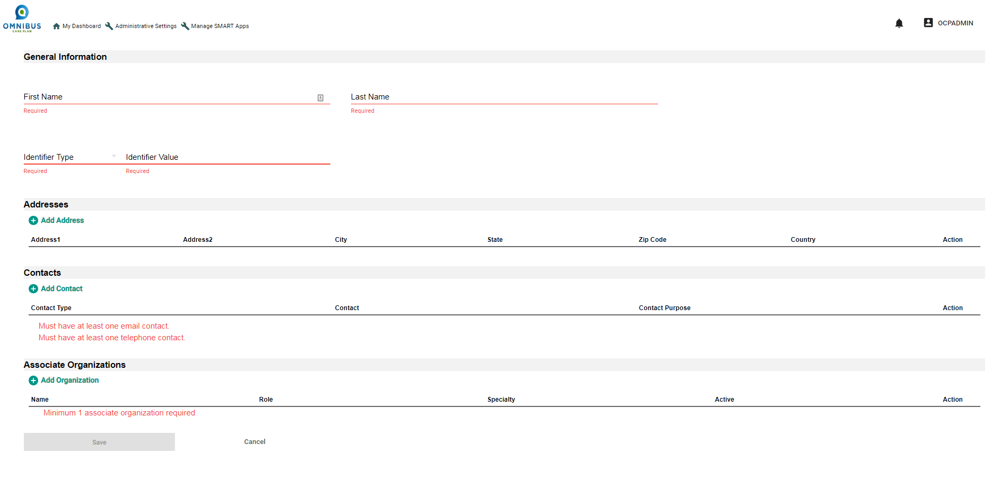 OMNIBUS
CARE PLAN
My Dashboard Administrative Settings Manage SMART Apps
OCPADMIN
General Information
First Name Last Name
Required Required
Identifier Type Identifier Value
Required Required
Addresses
Add Address
Address1 Address2 City State Zip Code Country Action
Contacts
Add Contact
Contact Type Contact Contact Purpose Action
Must have at least one email contact.
Must have at least one telephone contact.
Associate Organizations
Add Organization
Name Role Specialty Active Action
Minimum 1 associate organization required
Save Cancel